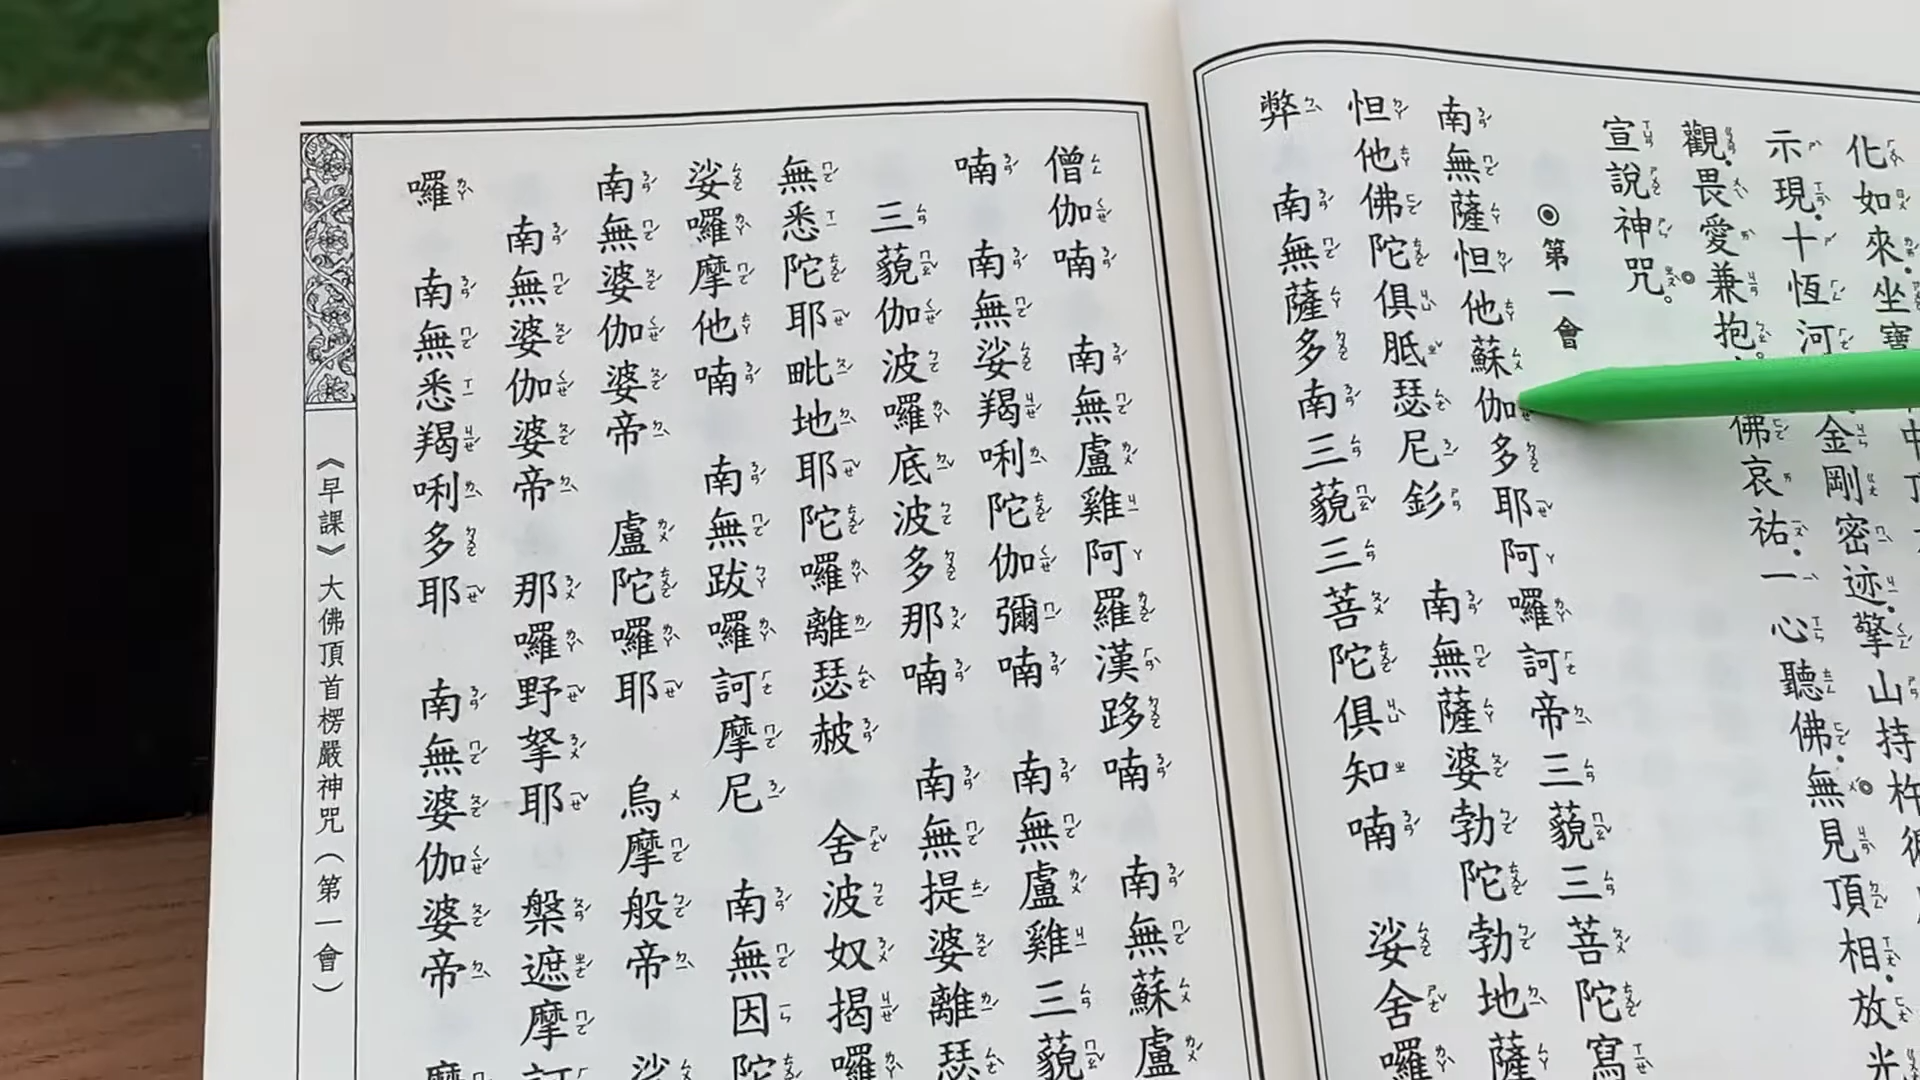 化如來坐寶
示現十恆河金剛密迹擎山持杵
觀畏愛兼抱佛哀祐一心聽佛無見頂相放光
宣說神咒
第一會
南無薩怛他蘇伽多耶阿囉訶帝三藐三菩陀寫
怛他佛陀俱胝瑟尼釤 南無薩婆勃陀勃地薩
弊 南無薩多南三藐三菩陀俱知喃 娑舍囉
僧伽喃 南無盧雞阿羅漢跢喃 南無蘇盧
喃 南無娑羯唎陀伽彌喃 南無盧雞三藐
三藐伽波囉底波多那喃 南無提婆離瑟
無悉陀耶毗地耶陀囉離瑟赧 舍波奴揭囉
娑囉摩他喃 南無跋囉訶摩尼 南無因陀
南無婆伽婆帝 盧陀囉耶 烏摩般帝 娑
南無婆伽婆帝 那囉野拏耶 槃遮摩訶
囉 南無悉羯唎多耶 南無婆伽婆帝 摩
《早課》大佛頂首楞嚴神咒(第一會)